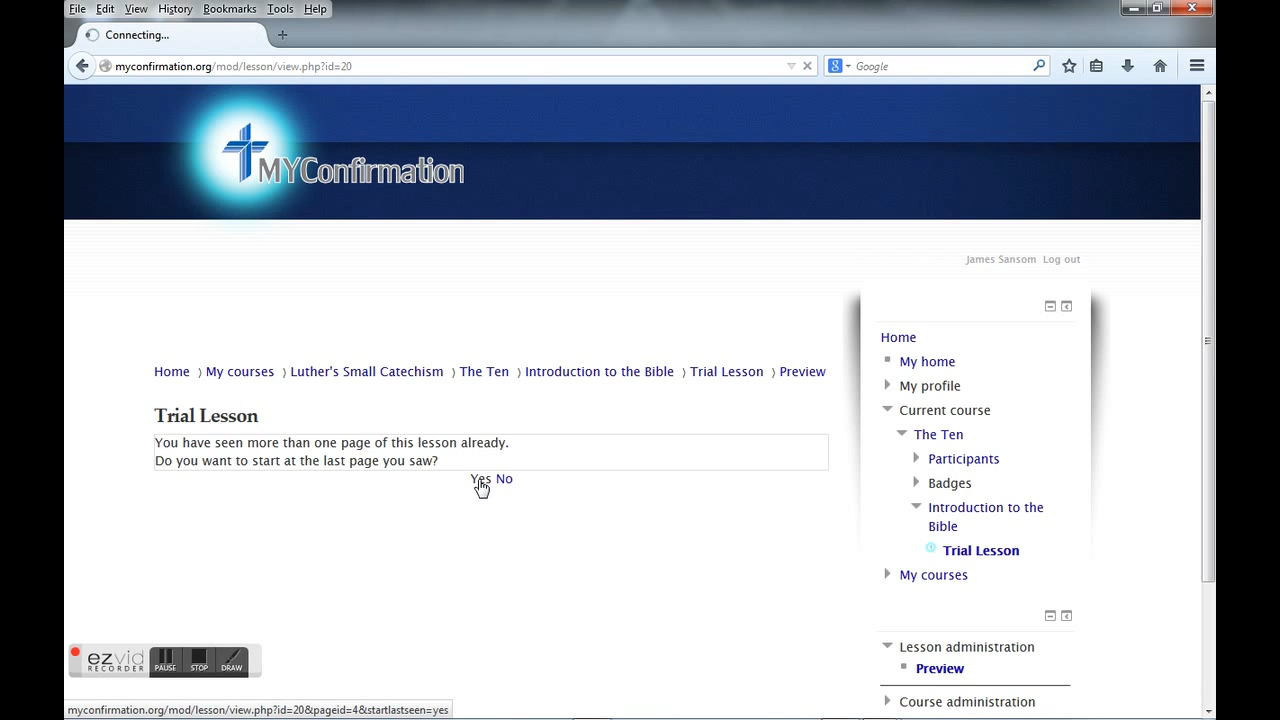 File Edit View History Bookmarks Tools Help
Connecting...
myconfirmation.org/mod/lesson/view.php?id=20
Google
MYConfirmation
James Sansom Log out
Home
My home
My profile
Current course
The Ten
Participants
Badges
Introduction to the
Bible
Trial Lesson
My courses
Home 〉 My courses 〉 Luther's Small Catechism 〉 The Ten 〉 Introduction to the Bible 〉 Trial Lesson 〉 Preview
Trial Lesson
You have seen more than one page of this lesson already.
Do you want to start at the last page you saw?
Yes No
Lesson administration
Preview
Course administration
ezvid
RECORDER
PAUSE STOP DRAW
myconfirmation.org/mod/lesson/view.php?id=20&pageid=4&startlastseen=yes